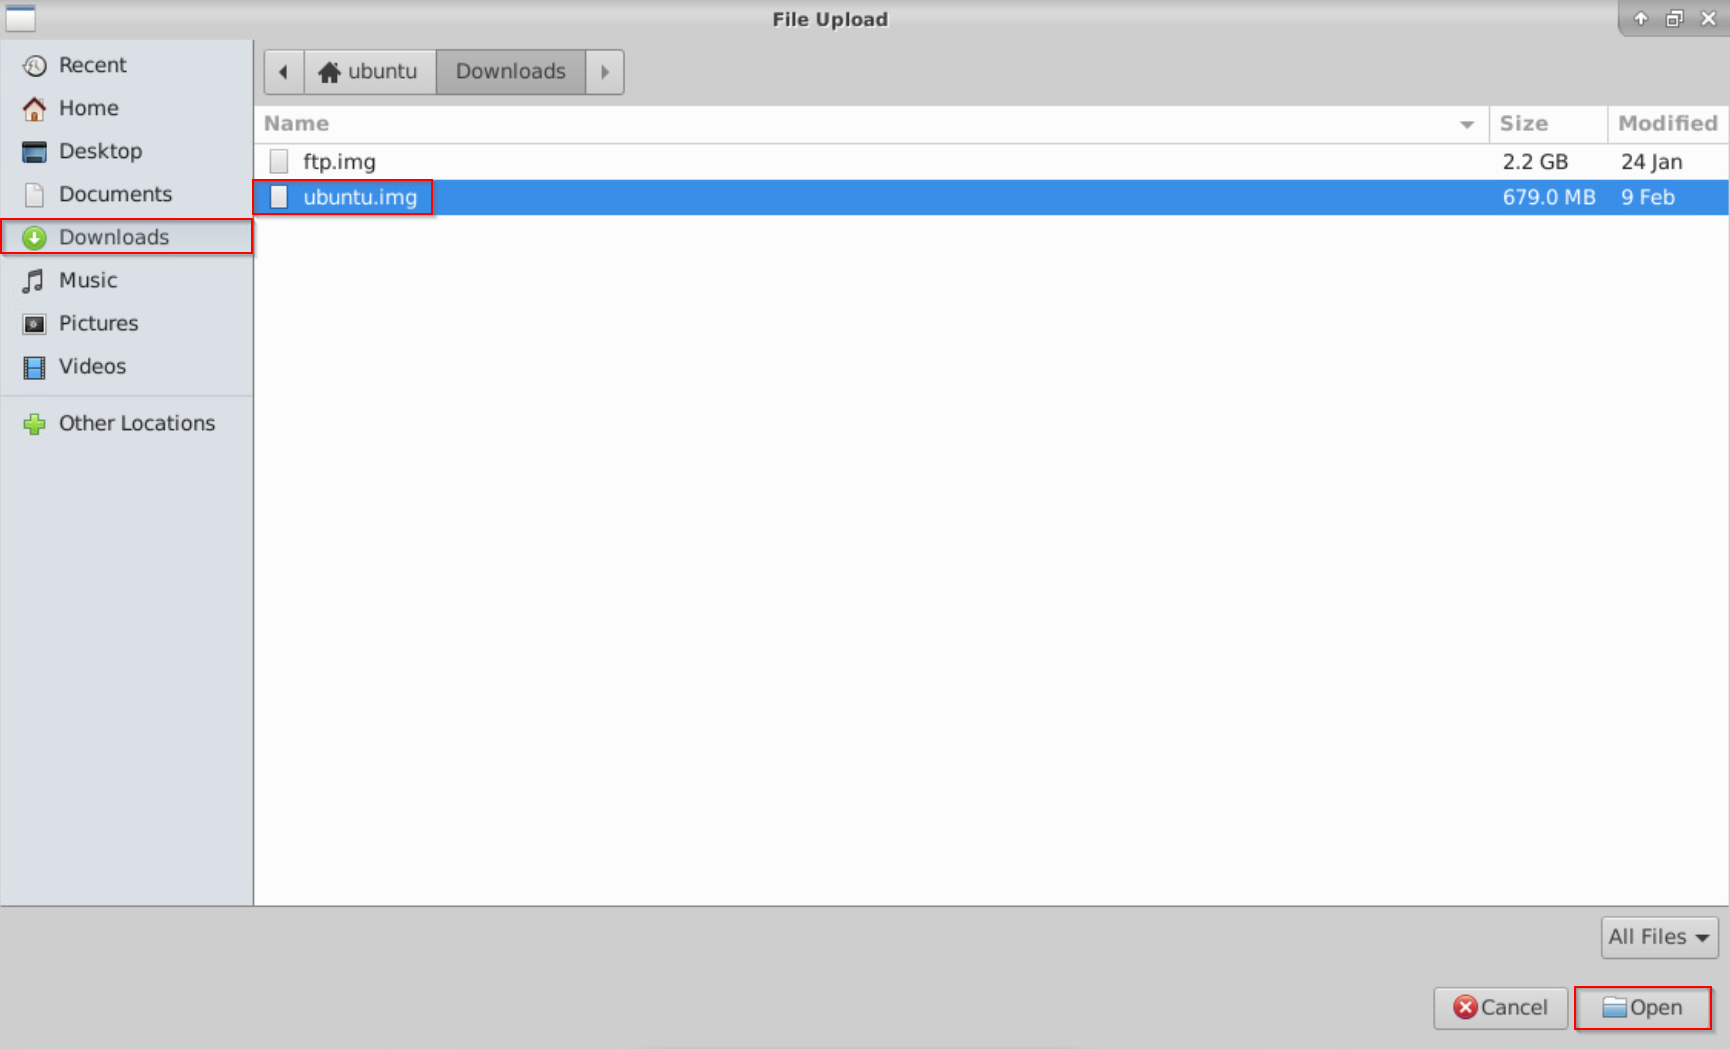 File Upload
Recent
Home
Desktop
Documents
Downloads
Music
Pictures
Videos
Other Locations
ubuntu Downloads
Name Size Modified
ftp.img 2.2 GB 24 Jan
ubuntu.img 679.0 MB 9 Feb
All Files
Cancel Open